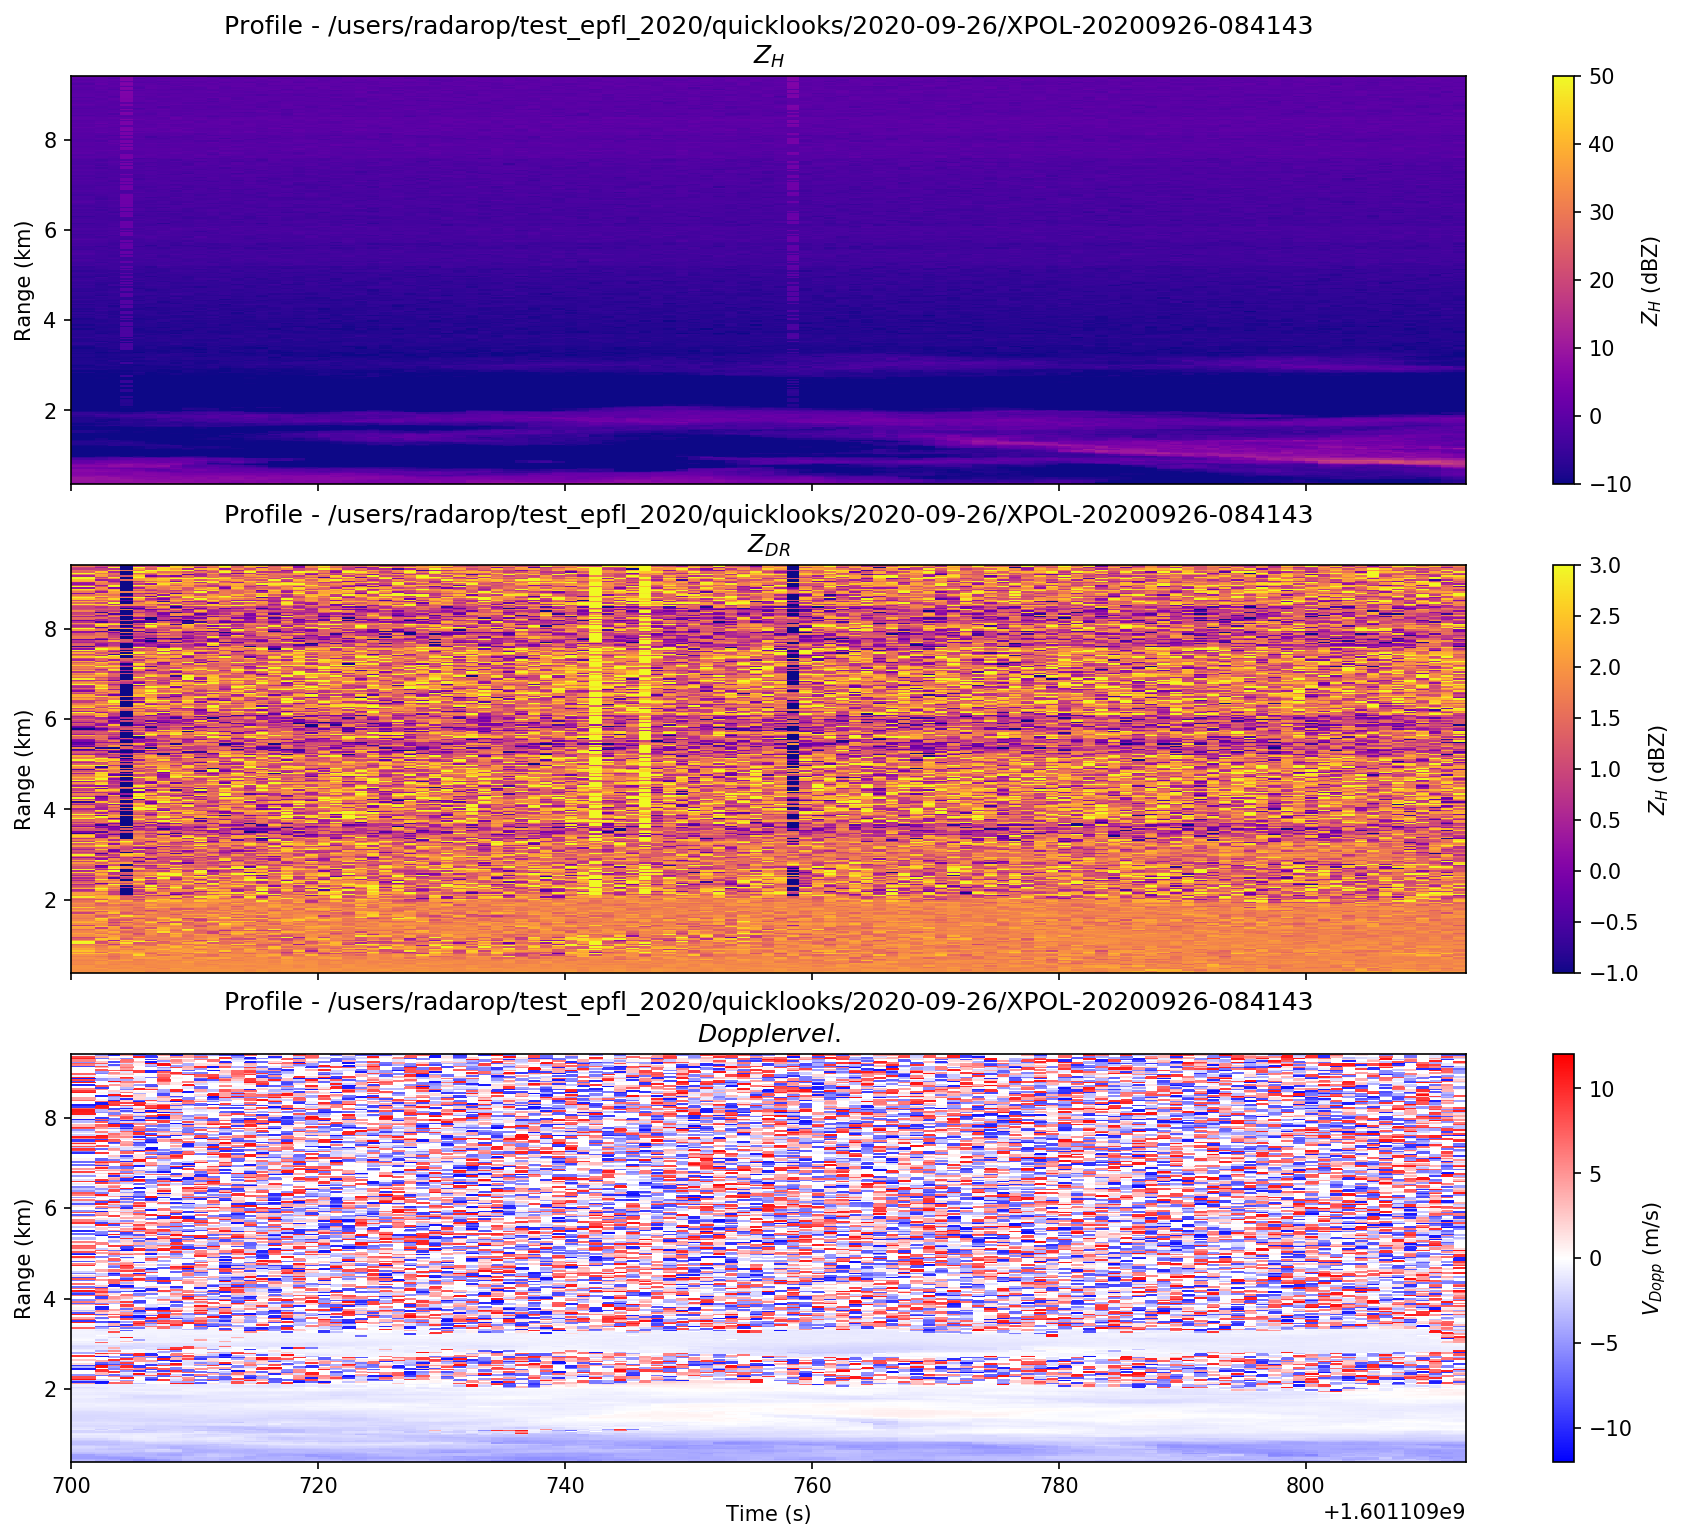 Profile - /users/radarop/test_epfl_2020/quicklooks/2020-09-26/XPOL-20200926-084143
Z_H
Range (km)
8
6
4
2
50
40
30
20
10
0
−10
Z_H (dBZ)
Profile - /users/radarop/test_epfl_2020/quicklooks/2020-09-26/XPOL-20200926-084143
Z_DR
Range (km)
8
6
4
2
3.0
2.5
2.0
1.5
1.0
0.5
0.0
−0.5
−1.0
Z_H (dBZ)
Profile - /users/radarop/test_epfl_2020/quicklooks/2020-09-26/XPOL-20200926-084143
Dopplervel.
Range (km)
8
6
4
2
10
5
0
−5
−10
V_Dopp (m/s)
700 720 740 760 780 800
Time (s)
+1.601109e9